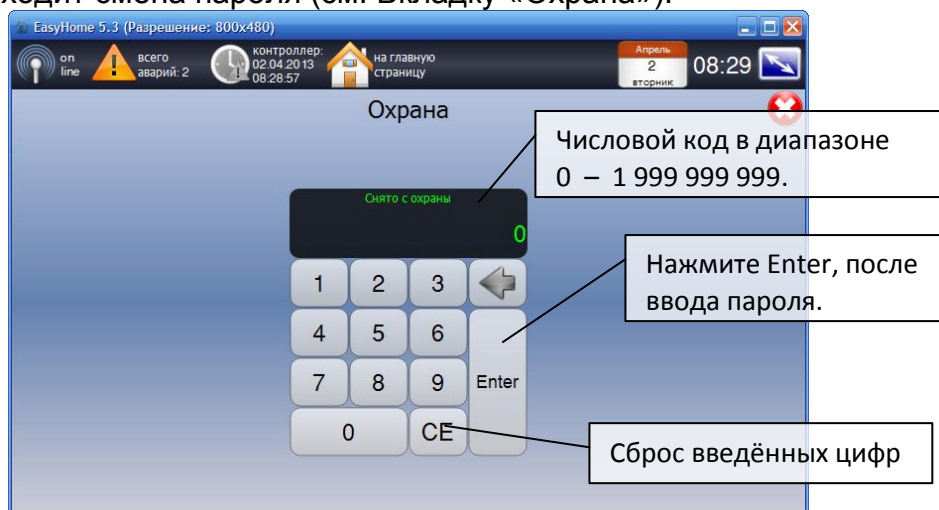 ходит смена пароля (см. Вкладку «Охрана»).
EasyHome 5.3 (Разрешение: 800x480)
on line
всего аварий: 2
контроллер:
02.04.2013
08:28:57
на главную
страницу
Апрель
2
вторник
08:29
Охрана
Числовой код в диапазоне
0 – 1 999 999 999.
Снято с охраны
0
Нажмите Enter, после
ввода пароля.
1 2 3
4 5 6
7 8 9 Enter
0 CE
Сброс введённых цифр